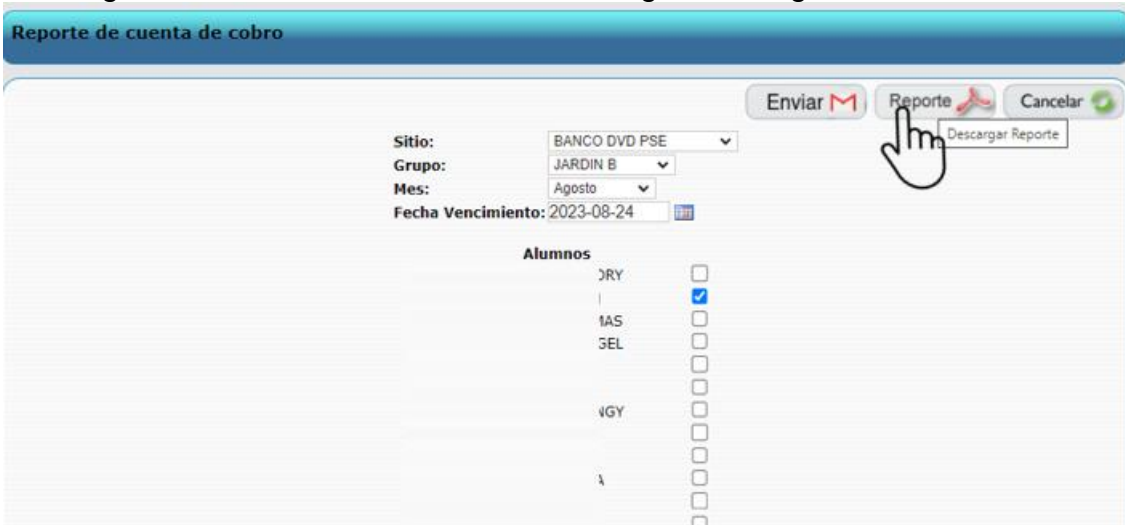 Reporte de cuenta de cobro
Enviar Reporte Cancelar
Descargar Reporte
Sitio: BANCO DVD PSE
Grupo: JARDIN B
Mes: Agosto
Fecha Vencimiento: 2023-08-24
Alumnos